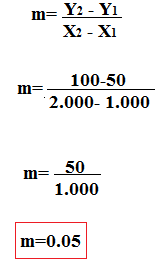 m= Y2 - Y1
X2 - X1
m= 100-50
2.000- 1.000
m= 50
1.000
m=0.05